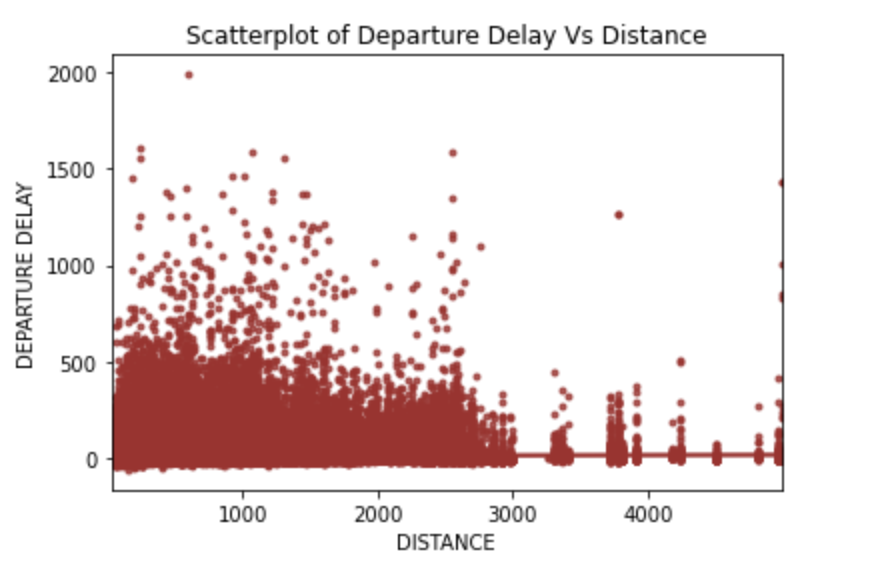 Scatterplot of Departure Delay Vs Distance
2000
1500
1000
500
0
DEPARTURE DELAY
1000 2000 3000 4000
DISTANCE